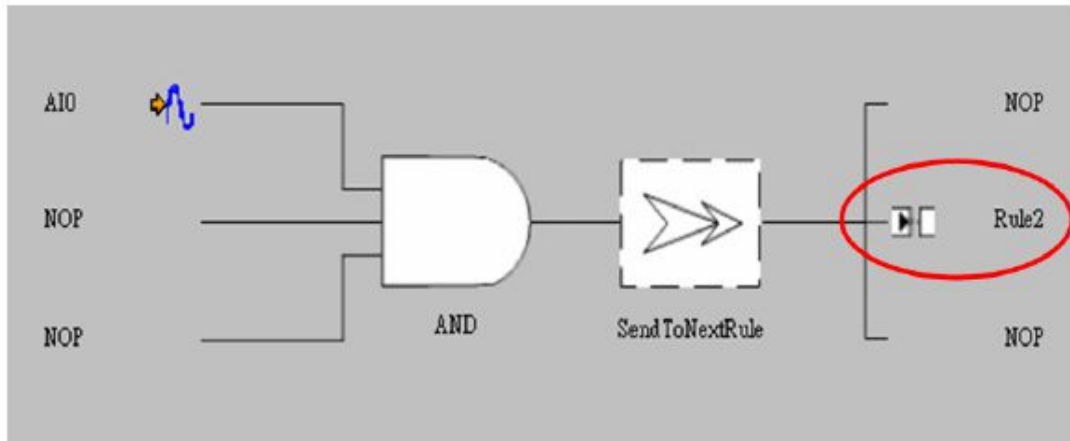 AI0
NOP
NOP
NOP
Rule2
NOP
AND
SendToNextRule